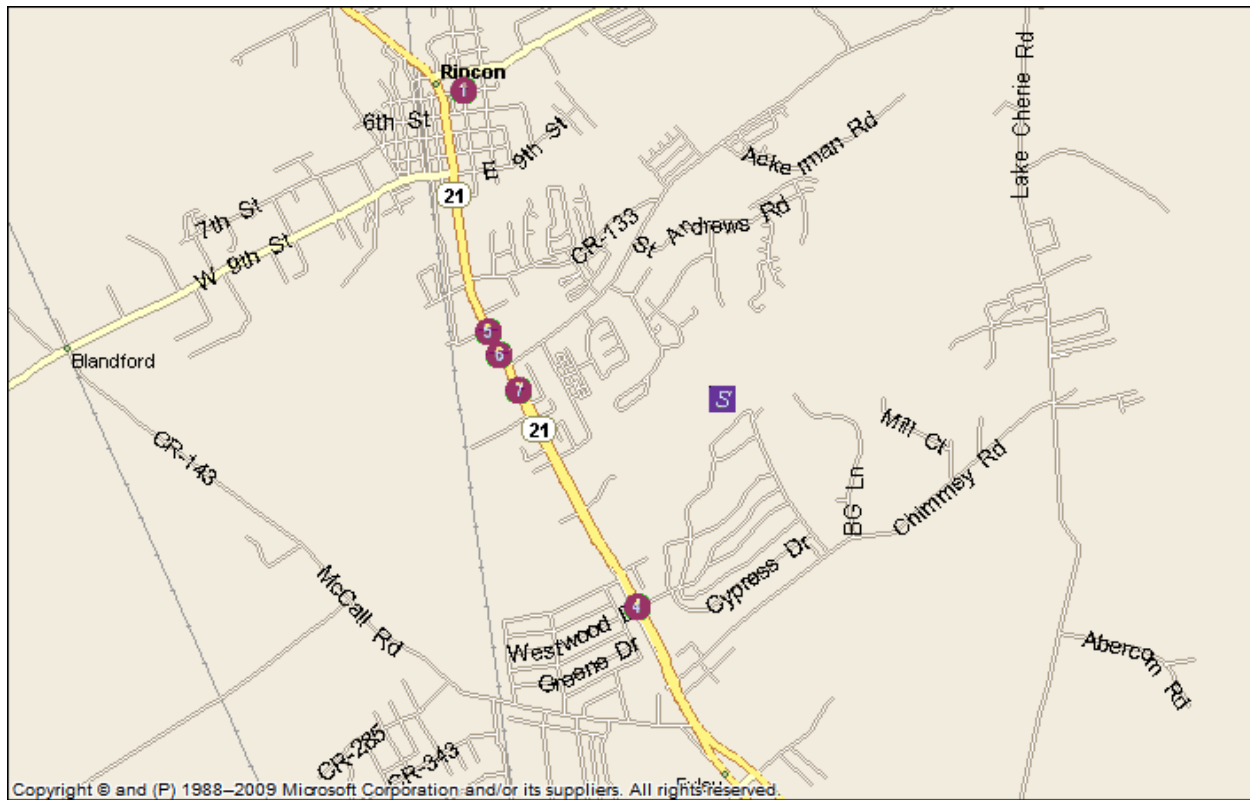 Rincon
1
6th St
E 9th St
Ackerman Rd
Lake Cherie Rd
21
7th St
CR-133
St Andrews Rd
W 9th St
5
6
Blandford
7
S
21
Mill Ct
CR-143
BG Ln
Chimmsy Rd
McCall Rd
Cypress Dr
4
Westwood
Greene Dr
Abercorn Rd
CR-285
CR-343
Copyright © and (P) 1988–2009 Microsoft Corporation and/or its suppliers. All rights reserved.